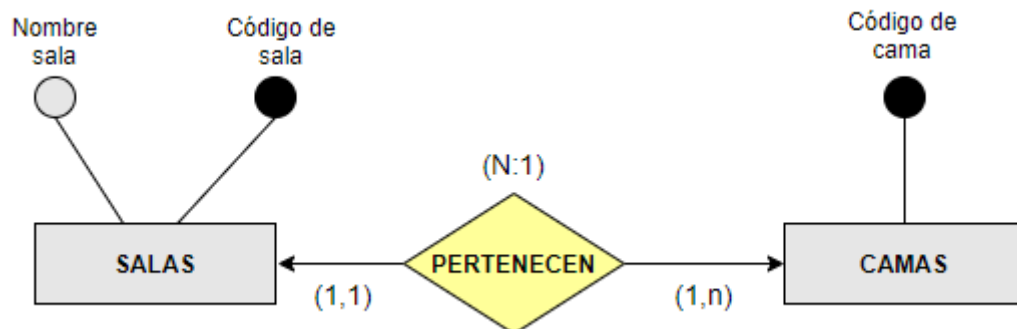 Nombre
sala
Código de
sala
Código de
cama
(N:1)
SALAS
PERTENECEN
CAMAS
(1,1)
(1,n)